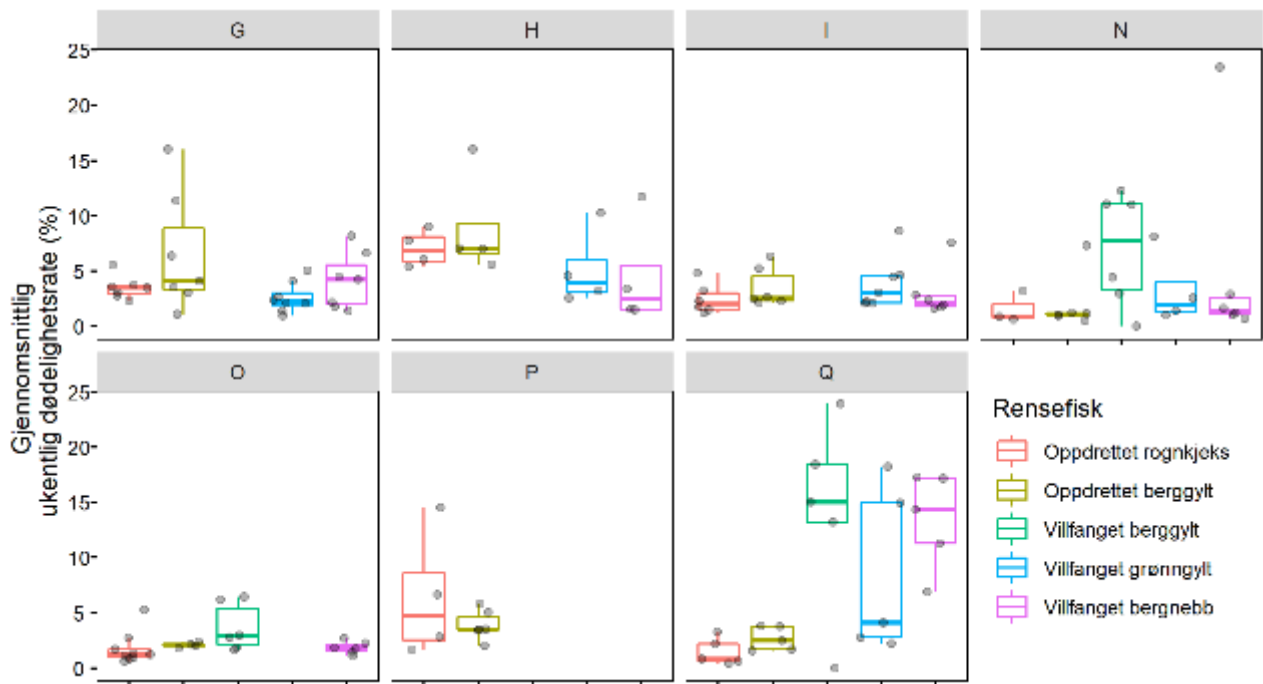 G H I N
25
20
15
10
5
0
O P Q
25
20
15
10
5
0
Gjennomsnittlig
ukentlig dødelighetsrate (%)
Rensefisk
Oppdrettet rognkjeks
Oppdrettet berggylt
Villfanget berggylt
Villfanget grønngylt
Villfanget bergnebb